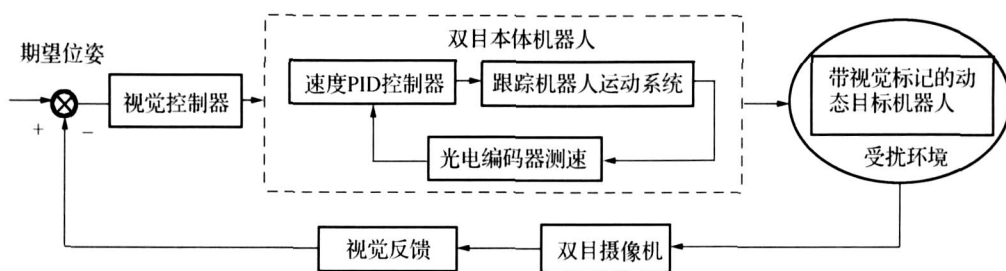 双目本体机器人
期望位姿
视觉控制器
速度PID控制器
跟踪机器人运动系统
带视觉标记的动
态目标机器人
+
−
光电编码器测速
受扰环境
视觉反馈
双目摄像机